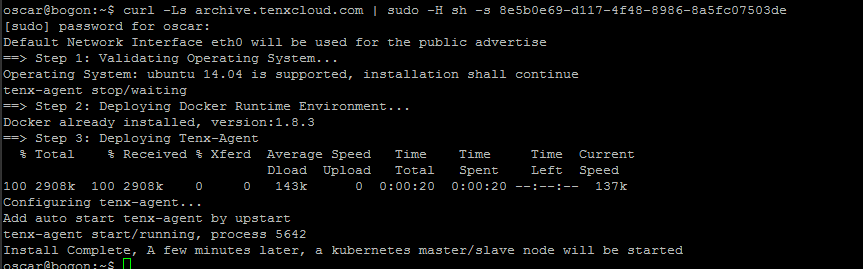 oscar@bogon:~$ curl -Ls archive.tenxcloud.com | sudo -H sh -s 8e5b0e69-d117-4f48-8986-8a5fc07503de
[sudo] password for oscar:
Default Network Interface eth0 will be used for the public advertise
==> Step 1: Validating Operating System...
Operating System: ubuntu 14.04 is supported, installation shall continue
tenx-agent stop/waiting
==> Step 2: Deploying Docker Runtime Environment...
Docker already installed, version:1.8.3
==> Step 3: Deploying Tenx-Agent
  % Total    % Received % Xferd  Average Speed   Time    Time     Time  Current
                                 Dload  Upload   Total   Spent    Left  Speed
100 2908k  100 2908k    0     0   143k      0  0:00:20  0:00:20 --:--:--  137k
Configuring tenx-agent...
Add auto start tenx-agent by upstart
tenx-agent start/running, process 5642
Install Complete, A few minutes later, a kubernetes master/slave node will be started
oscar@bogon:~$